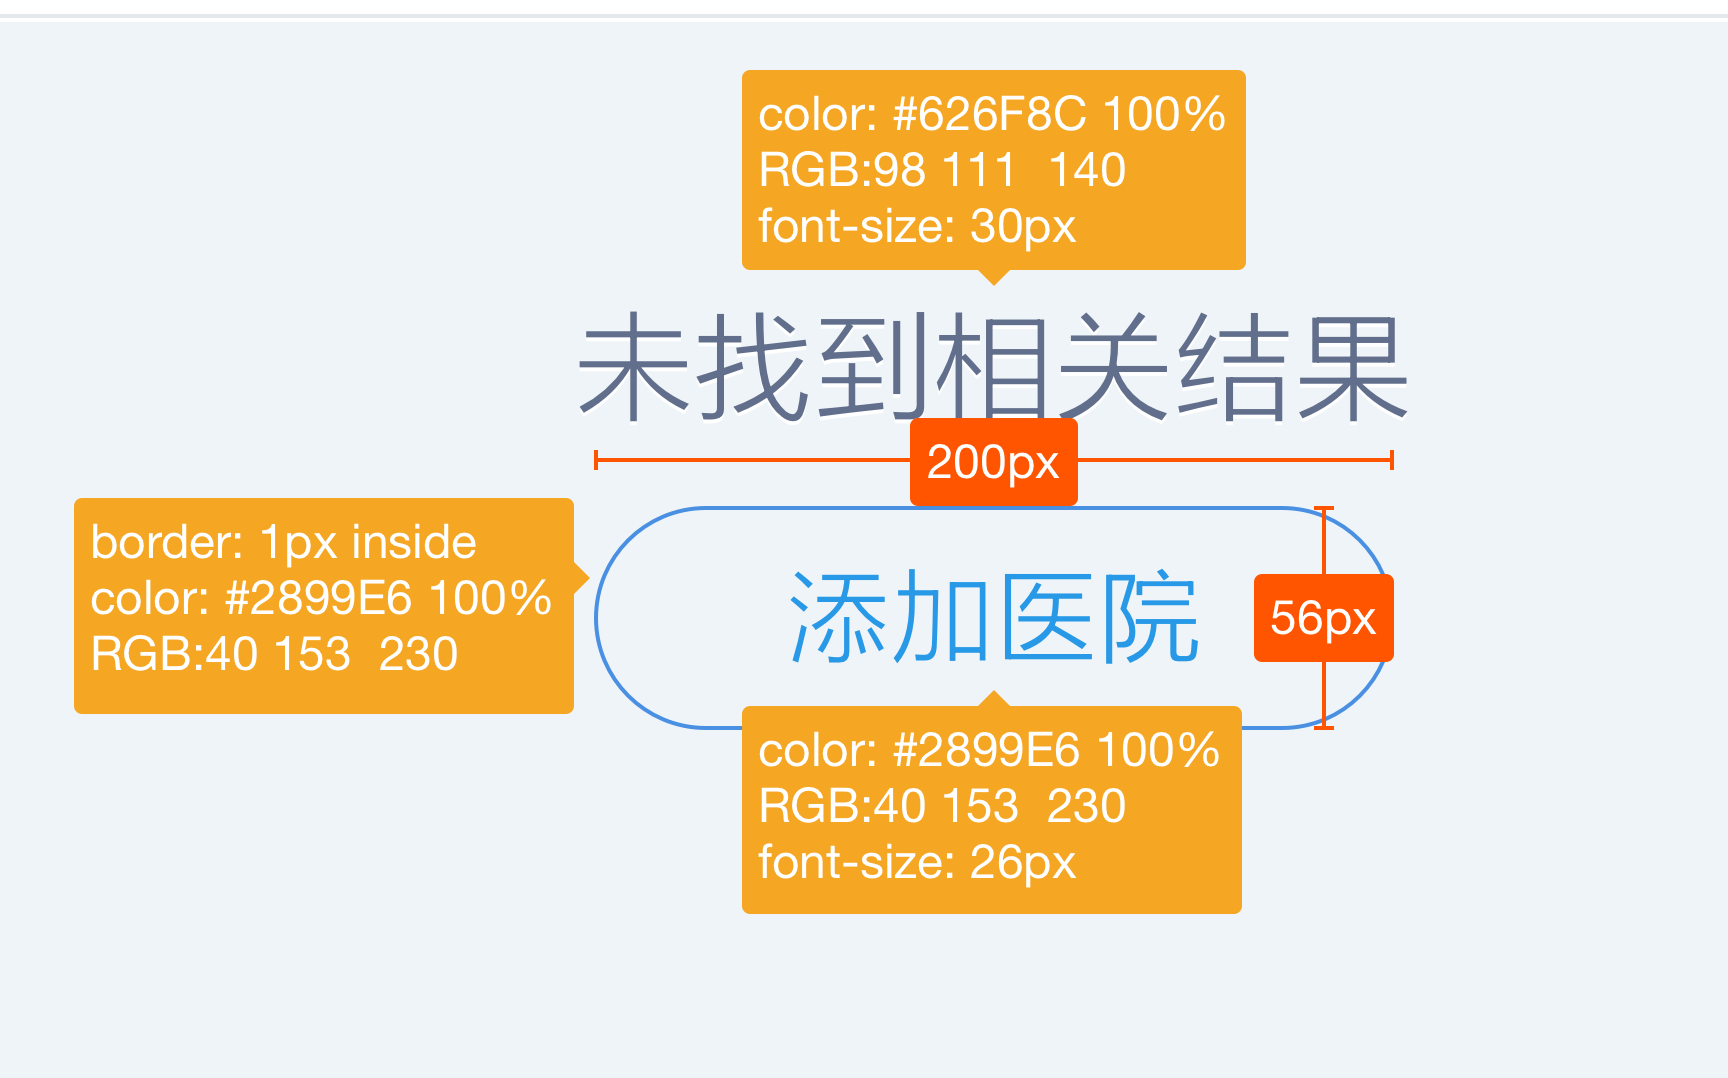 color: #626F8C 100%
RGB:98 111  140
font-size: 30px
未找到相关结果
200px
border: 1px inside
color: #2899E6 100%
RGB:40 153  230
添加医院
56px
color: #2899E6 100%
RGB:40 153  230
font-size: 26px